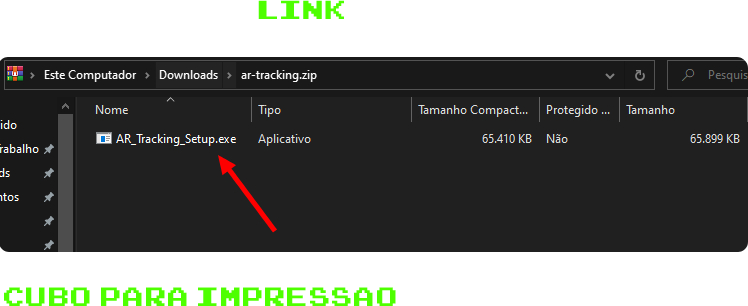 LINK
Este Computador > Downloads > ar-tracking.zip
Pesquis
Nome Tipo Tamanho Compact... Protegido ... Tamanho
ido
AR_Tracking_Setup.exe Aplicativo 65.410 KB Não 65.899 KB
rabalho
ds
ntos
CUBO PARA IMPRESSAO